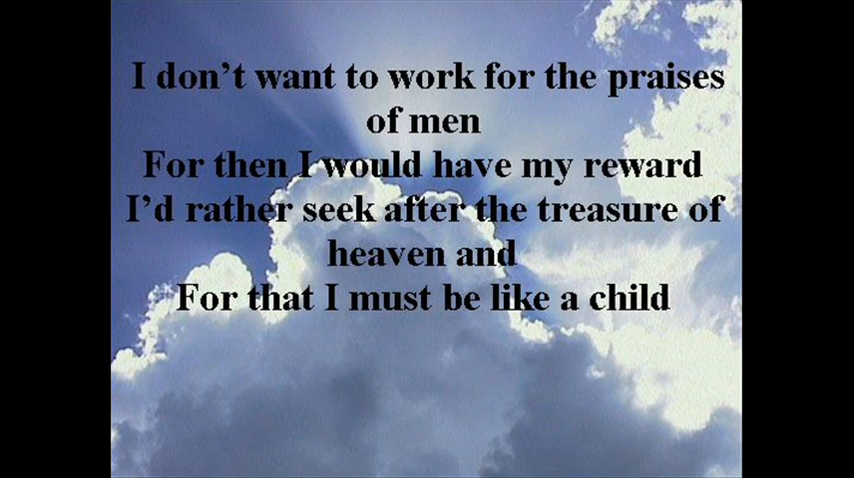 I don’t want to work for the praises
of men
For then I would have my reward
I’d rather seek after the treasure of
heaven and
For that I must be like a child